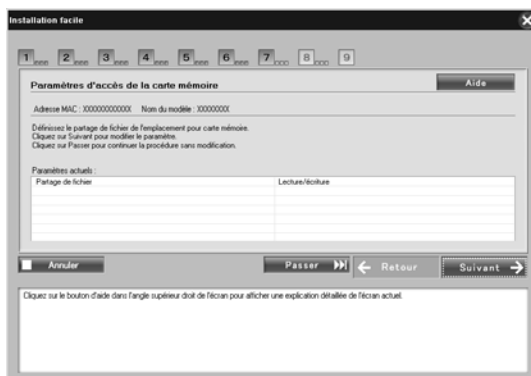 Installation facile
1 2 3 4 5 6 7 8 9
Paramètres d'accès de la carte mémoire
Aide
Adresse MAC : XXXXXXXXXXXX Nom du modèle : XXXXXXXX
Définissez le partage de fichier de l'emplacement pour carte mémoire.
Cliquez sur Suivant pour modifier le paramètre.
Cliquez sur Passer pour continuer la procédure sans modification.
Paramètres actuels :
Partage de fichier Lecture/écriture
Annuler Passer Retour Suivant
Cliquez sur le bouton d'aide dans l'angle supérieur droit de l'écran pour afficher une explication détaillée de l'écran actuel.